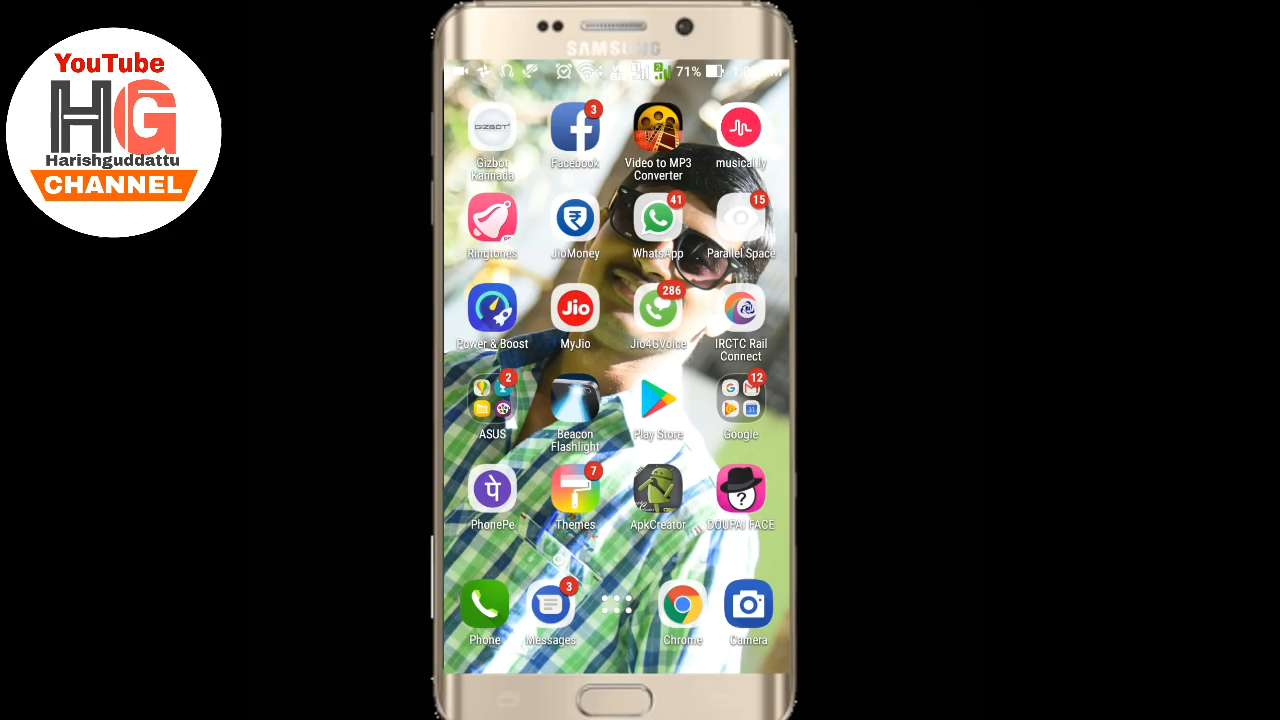 YouTube
HG
Harishguddattu
CHANNEL
SAMSUNG
71%
GIZBOT
3
Gizbot Kannada
Facebook
Video to MP3 Converter
musical.ly
41
15
Ringtones
JioMoney
WhatsApp
Parallel Space
Jio
286
Power & Boost
MyJio
Jio4GVoice
IRCTC Rail Connect
2
12
31
ASUS
Beacon Flashlight
Play Store
Google
पे
7
?
PhonePe
Themes
ApkCreator
DOUPAI FACE
3
Phone
Messages
Chrome
Camera